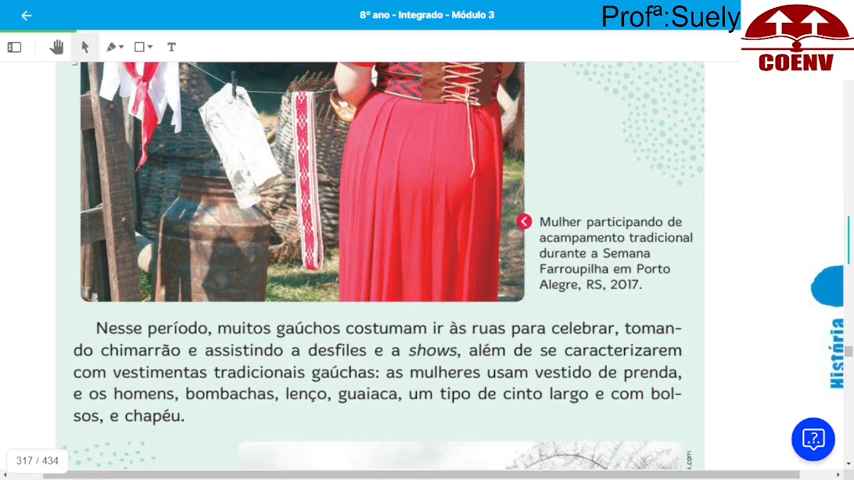 8º ano - Integrado - Módulo 3
Profª:Suely
COENV
T
Mulher participando de
acampamento tradicional
durante a Semana
Farroupilha em Porto
Alegre, RS, 2017.
Nesse período, muitos gaúchos costumam ir às ruas para celebrar, toman-
do chimarrão e assistindo a desfiles e a shows, além de se caracterizarem
com vestimentas tradicionais gaúchas: as mulheres usam vestido de prenda,
e os homens, bombachas, lenço, guaiaca, um tipo de cinto largo e com bol-
sos, e chapéu.
História
317 / 434